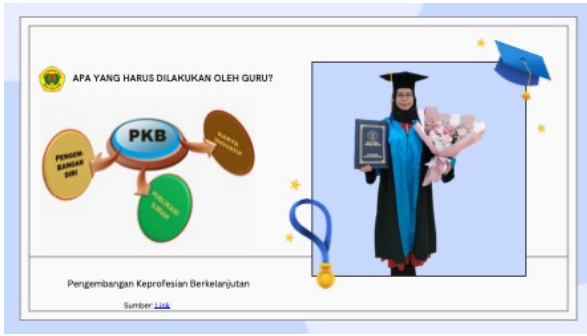 APA YANG HARUS DILAKUKAN OLEH GURU?
PKB
PENGEM-
BANGAN
DIRI
KARYA
INOVATIF
PUBLIKASI
ILMIAH
Pengembangan Keprofesian Berkelanjutan
Sumber: Link